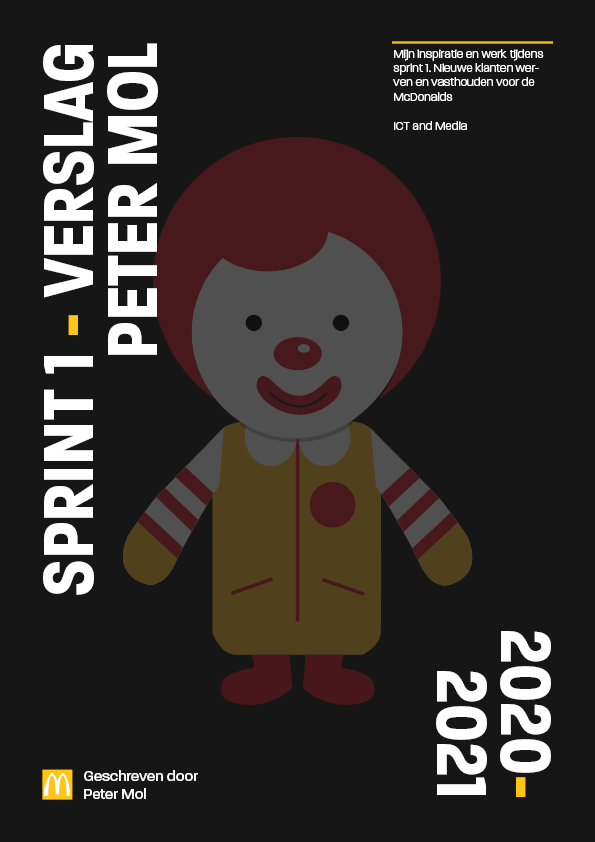 SPRINT 1 - VERSLAG
PETER MOL
Mijn inspiratie en werk tijdens
sprint 1. Nieuwe klanten wer-
ven en vasthouden voor de
McDonalds
ICT and Media
2020-
2021
Geschreven door
Peter Mol